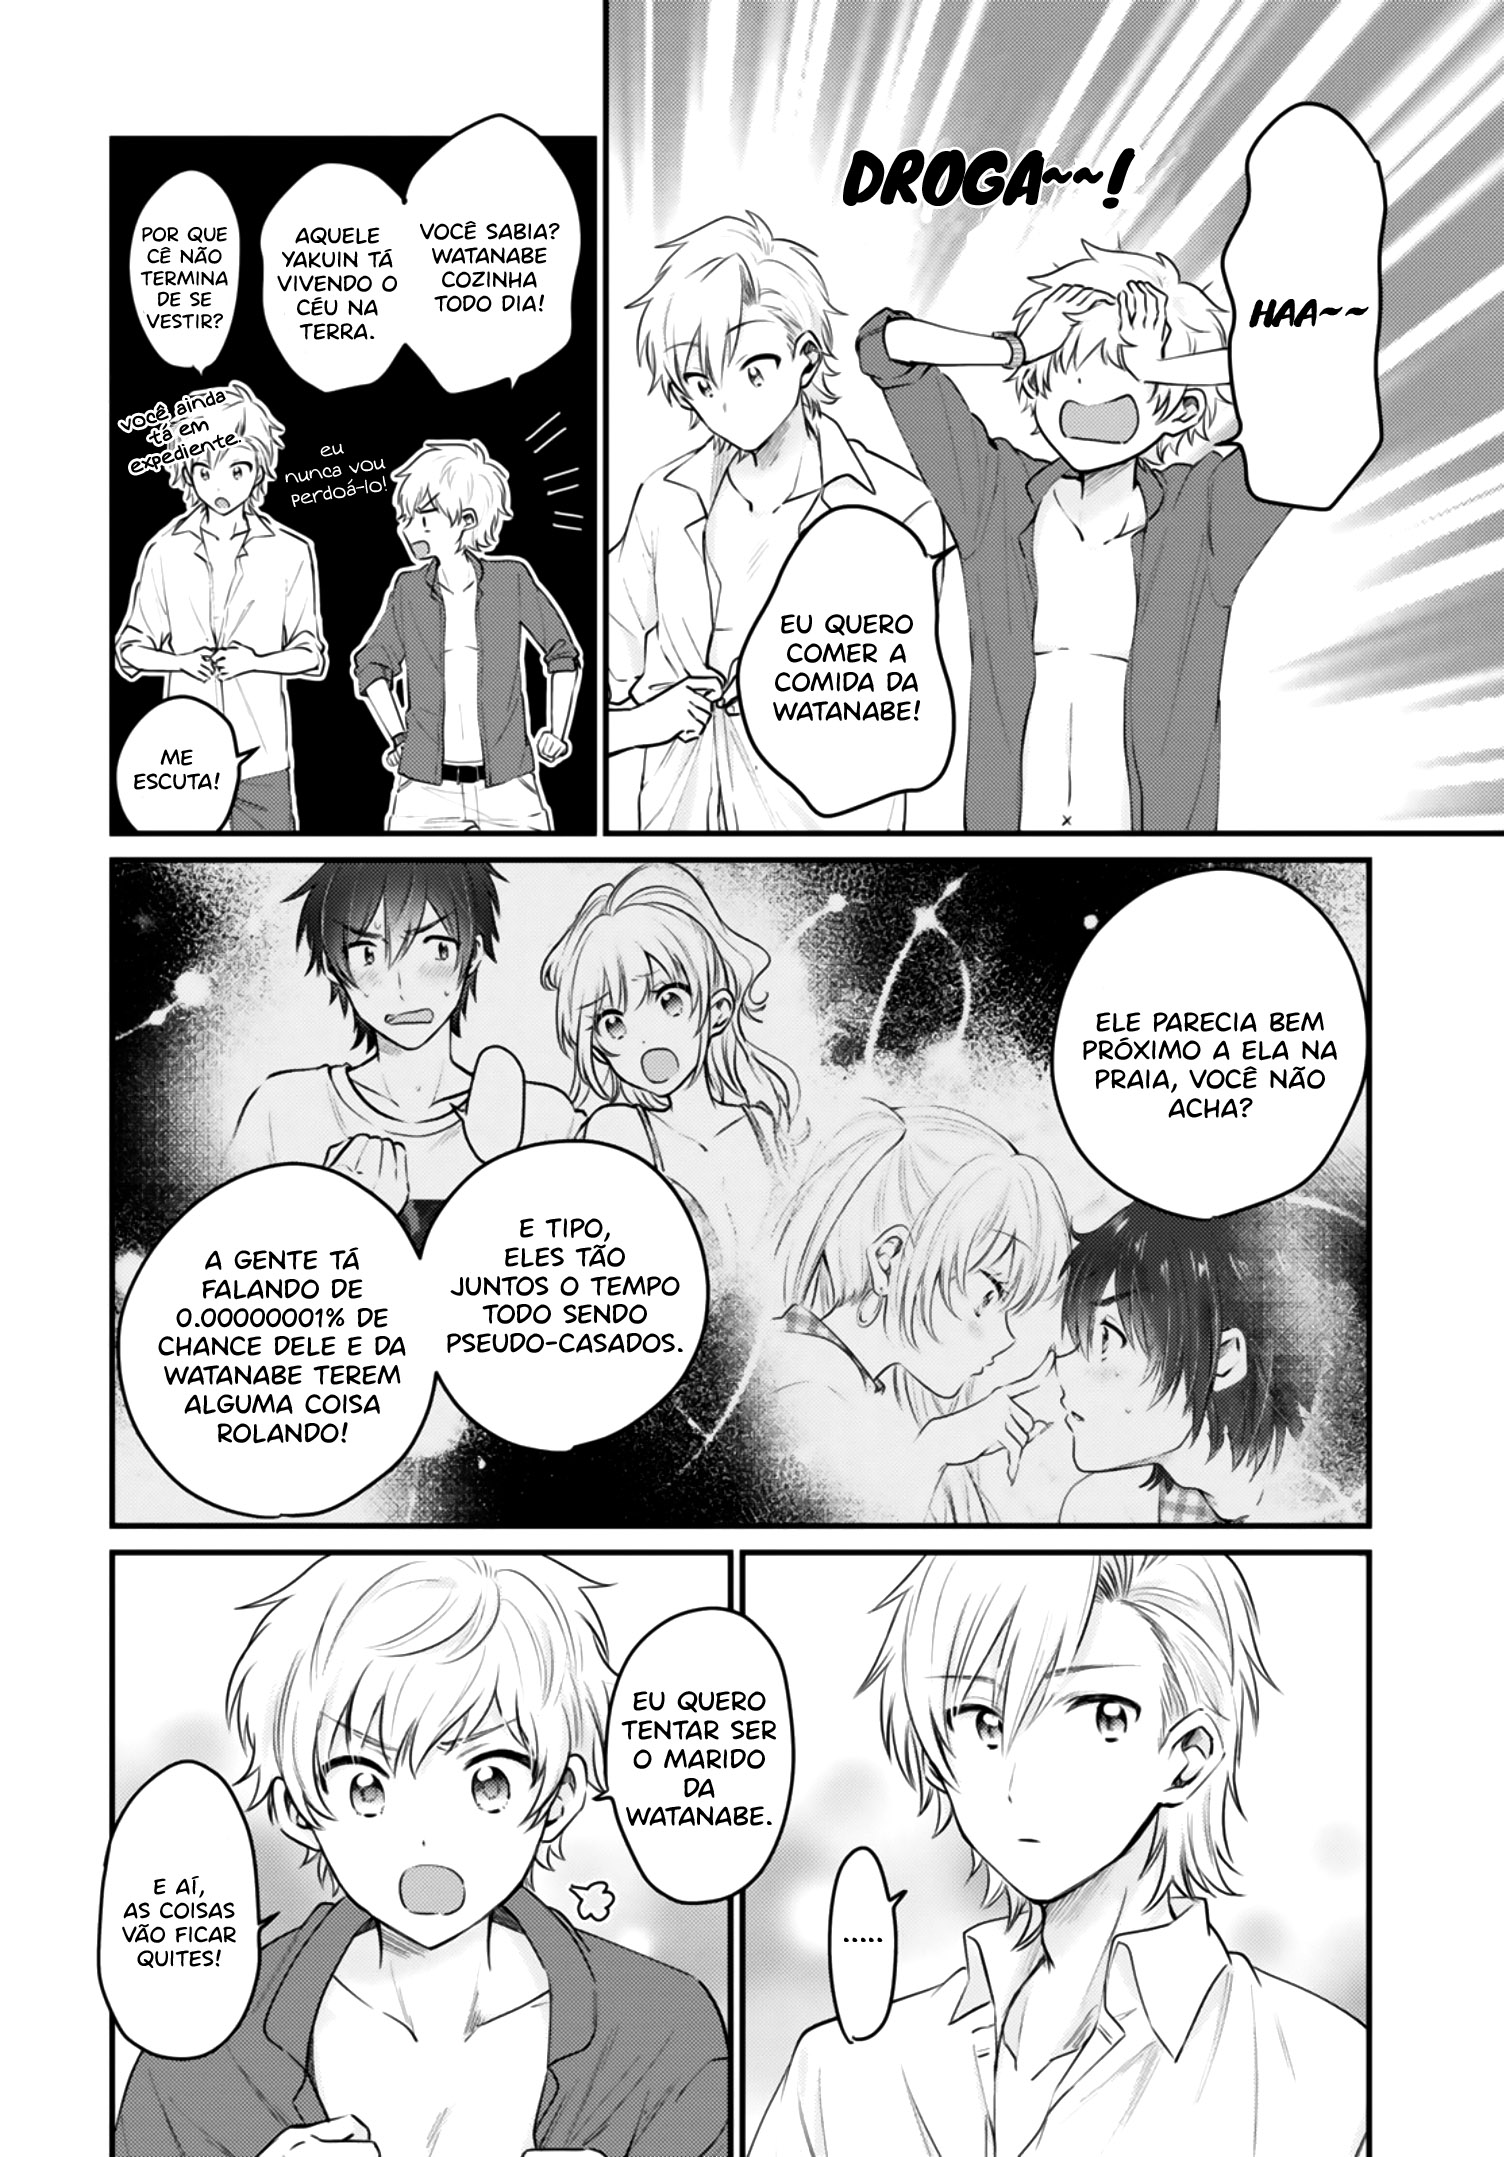 HAA~~
DROGA~~!
EU QUERO
COMER A
COMIDA DA
WATANABE!
VOCÊ SABIA?
WATANABE
COZINHA
TODO DIA!
AQUELE
YAKUIN TÁ
VIVENDO O
CÉU NA
TERRA.
eu
nunca vou
perdoá-lo!
POR QUE
CÊ NÃO
TERMINA
DE SE
VESTIR?
você ainda
tá em
expediente.
ME
ESCUTA!
ELE PARECIA BEM
PRÓXIMO A ELA NA
PRAIA, VOCÊ NÃO
ACHA?
E TIPO,
ELES TÃO
JUNTOS O TEMPO
TODO SENDO
PSEUDO-CASADOS.
A GENTE TÁ
FALANDO DE
0.00000001% DE
CHANCE DELE E DA
WATANABE TEREM
ALGUMA COISA
ROLANDO!
.....
EU QUERO
TENTAR SER
O MARIDO
DA
WATANABE.
E AÍ,
AS COISAS
VÃO FICAR
QUITES!